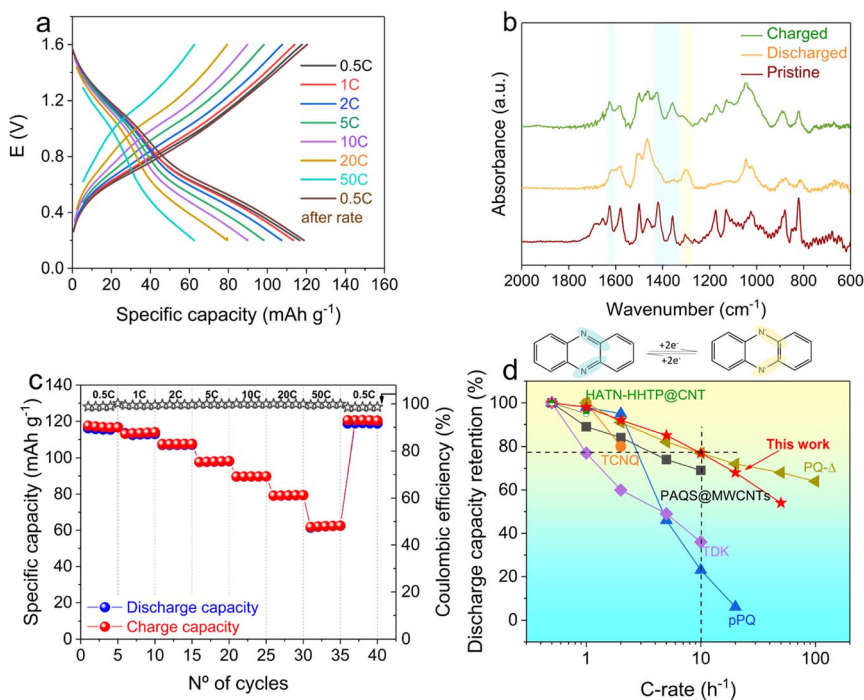 a
E (V)
1.6
1.2
0.8
0.4
0.0
0.5C
1C
2C
5C
10C
20C
50C
0.5C
after rate
0 20 40 60 80 100 120 140 160
Specific capacity (mAh g⁻¹)
b
Absorbance (a.u.)
Charged
Discharged
Pristine
2000 1800 1600 1400 1200 1000 800 600
Wavenumber (cm⁻¹)
N
N
+2e⁻
+2e⁻
N
N
c
Specific capacity (mAh g⁻¹)
140
120
100
80
60
40
20
0
0.5C 1C 2C 5C 10C 20C 50C 0.5C
Discharge capacity
Charge capacity
100
80
60
40
20
0
Coulombic efficiency (%)
0 5 10 15 20 25 30 35 40
Nº of cycles
d
Discharge capacity retention (%)
100
80
60
40
20
0
HATN-HHTP@CNT
This work
TCNQ
PQ-Δ
PAQS@MWCNTs
TDK
pPQ
1 10 100
C-rate (h⁻¹)